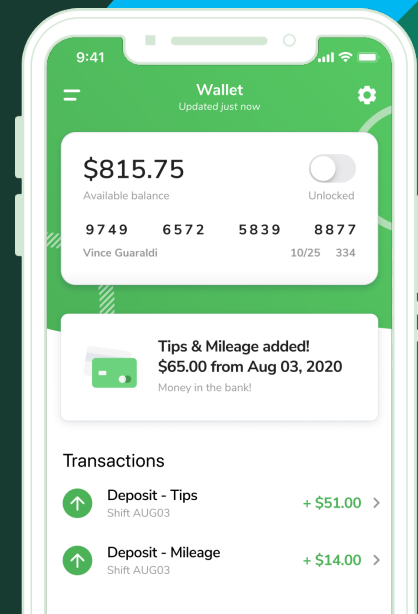 9:41
Wallet
Updated just now
$815.75
Available balance
Unlocked
9749 6572 5839 8877
Vince Guaraldi 10/25 334
Tips & Mileage added!
$65.00 from Aug 03, 2020
Money in the bank!
Transactions
Deposit - Tips
Shift AUG03
+ $51.00
Deposit - Mileage
Shift AUG03
+ $14.00